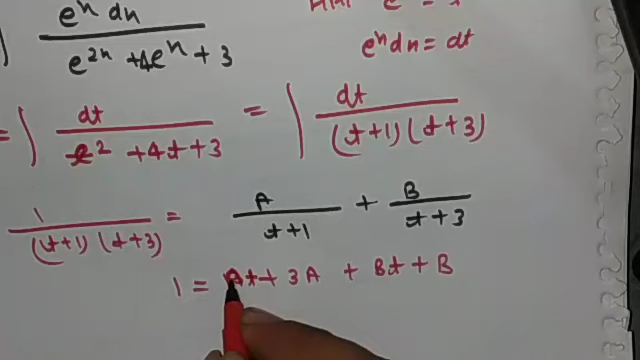 ∫ e^x dx / (e^{2x} + 4e^x + 3)
e^x dx = dt
= ∫ dt / (t^2 + 4t + 3) = ∫ dt / ((t+1)(t+3))
1 / ((t+1)(t+3)) = A / (t+1) + B / (t+3)
1 = At + 3A + Bt + B